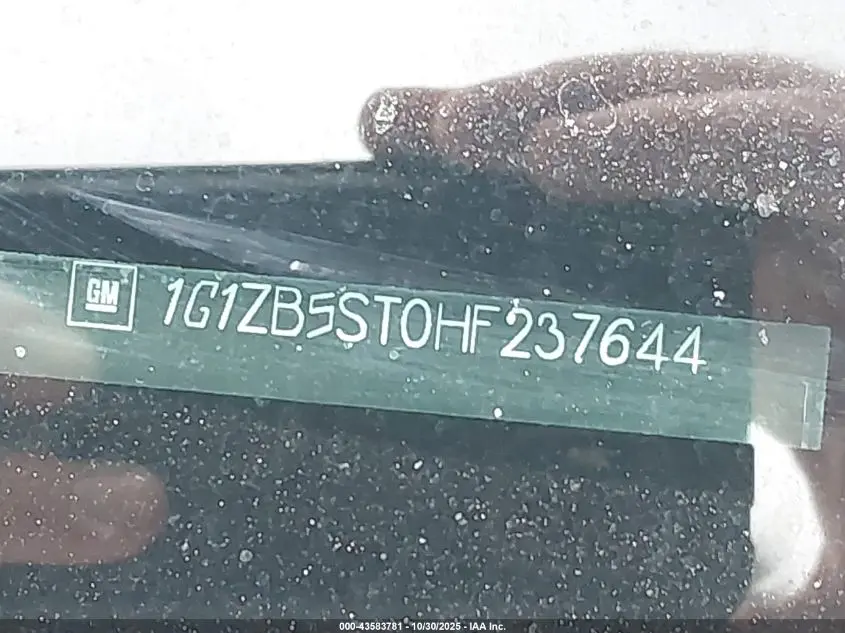 GM 1G1ZB5ST0HF237644
000-43583781 - 10/30/2025 - IAA Inc.